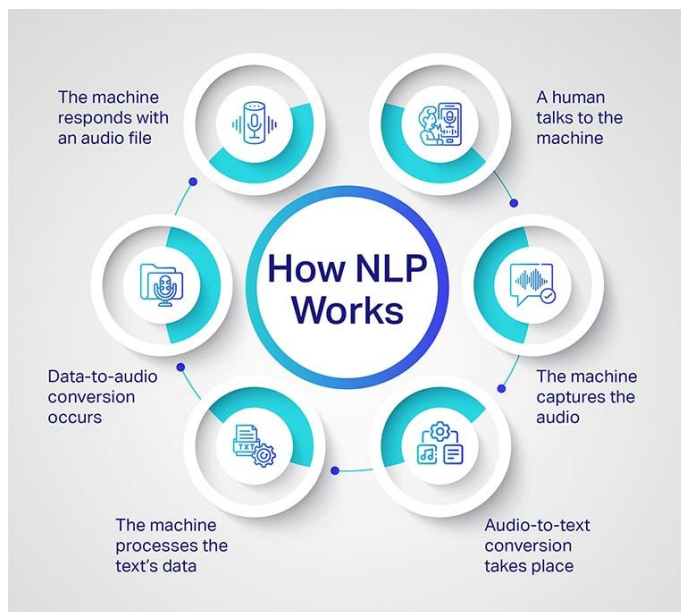 How NLP
Works
A human
talks to the
machine
The machine
captures the
audio
Audio-to-text
conversion
takes place
The machine
processes the
text's data
TXT
Data-to-audio
conversion
occurs
The machine
responds with
an audio file